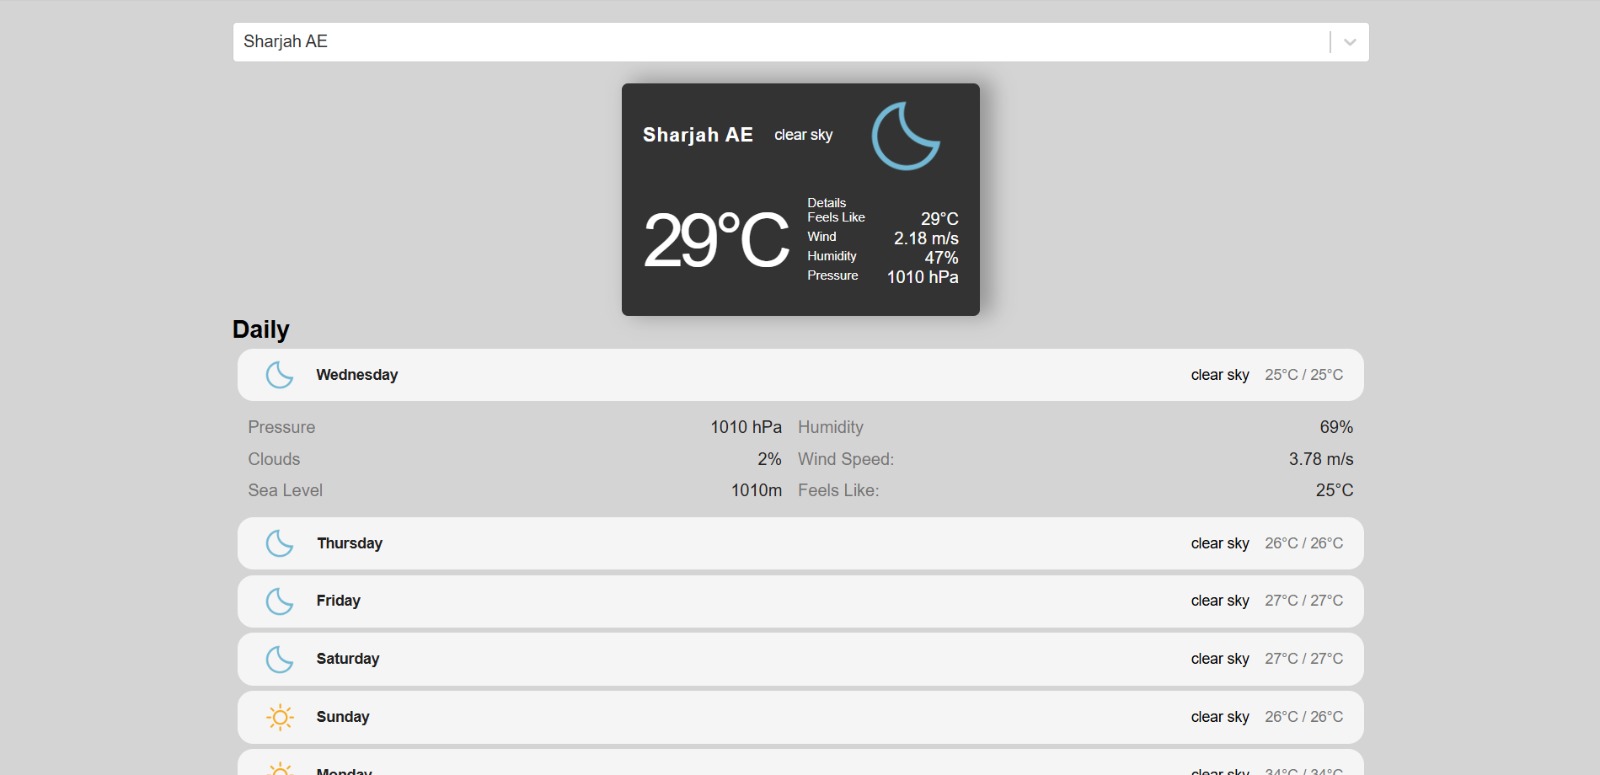 Sharjah AE
Sharjah AE clear sky
29°C
Details
Feels Like 29°C
Wind 2.18 m/s
Humidity 47%
Pressure 1010 hPa
Daily
Wednesday clear sky 25°C / 25°C
Pressure 1010 hPa Humidity 69%
Clouds 2% Wind Speed: 3.78 m/s
Sea Level 1010m Feels Like: 25°C
Thursday clear sky 26°C / 26°C
Friday clear sky 27°C / 27°C
Saturday clear sky 27°C / 27°C
Sunday clear sky 26°C / 26°C
Monday clear sky 34°C / 34°C